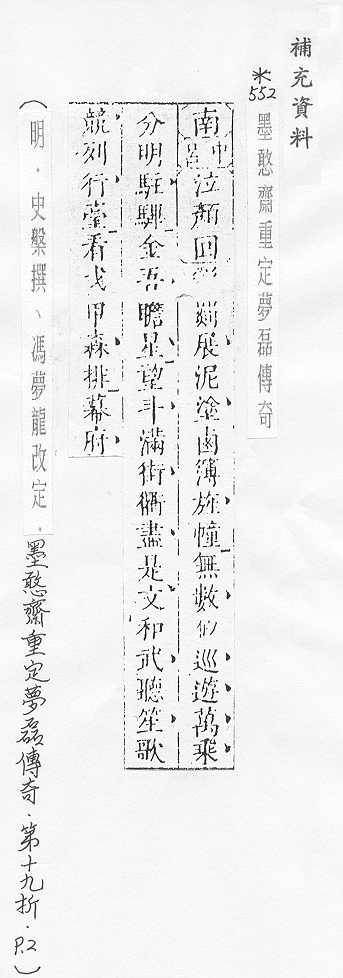 補充資料
*552
墨憨齋重定夢磊傳奇
南中呂泣顏回 展泥塗鹵簿旌幢無數似巡遊萬乘
分明駐金吾瞻星望斗滿街衢盡是文和武聽笙歌
競列行臺看戈甲森排幕府
(明.史槃撰、馮夢龍改定.墨憨齋重定夢磊傳奇.第十九折.P.2)